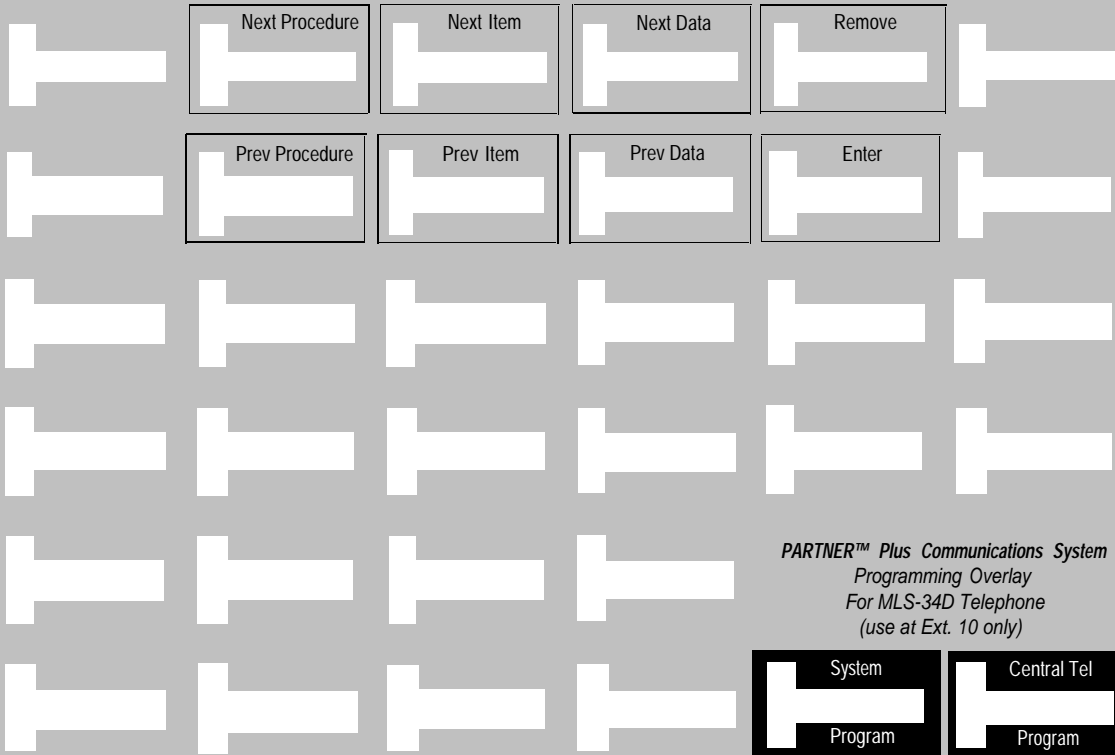 Next Procedure
Next Item
Next Data
Remove
Prev Procedure
Prev Item
Prev Data
Enter
PARTNER™ Plus Communications System
Programming Overlay
For MLS-34D Telephone
(use at Ext. 10 only)
System
Program
Central Tel
Program